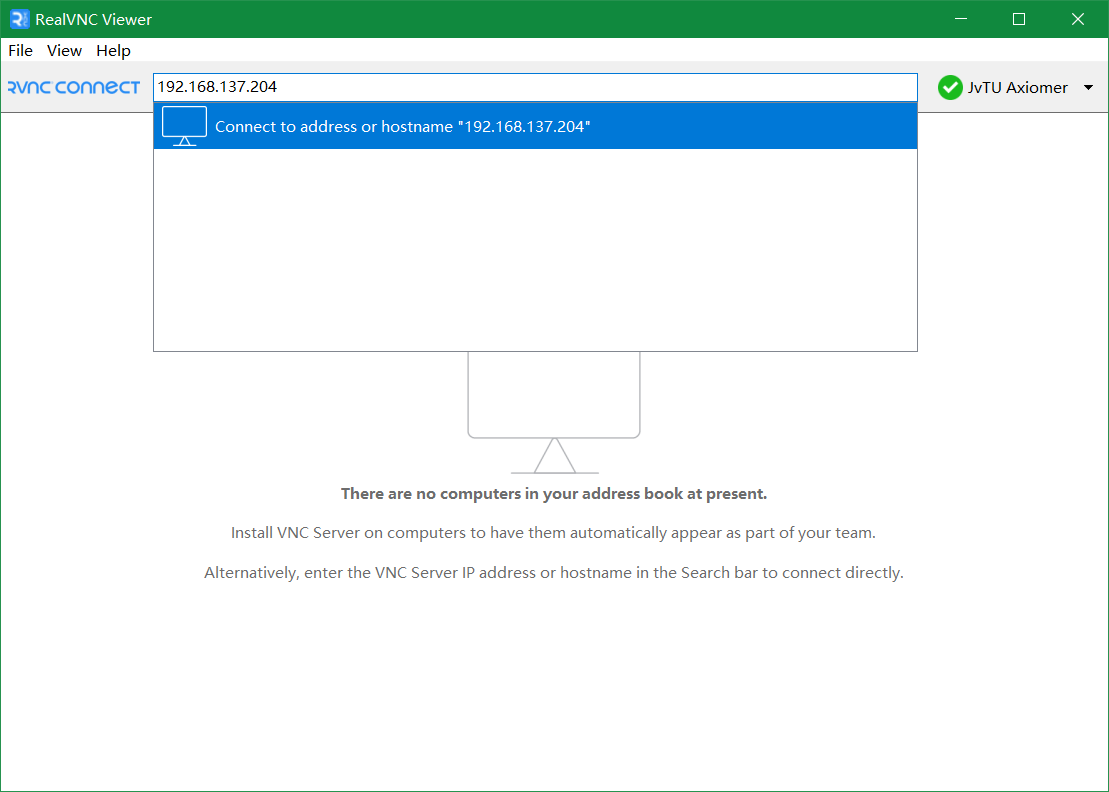 RealVNC Viewer
File View Help
RVNC CONNECT
192.168.137.204
JvTU Axiomer
Connect to address or hostname "192.168.137.204"
There are no computers in your address book at present.
Install VNC Server on computers to have them automatically appear as part of your team.
Alternatively, enter the VNC Server IP address or hostname in the Search bar to connect directly.